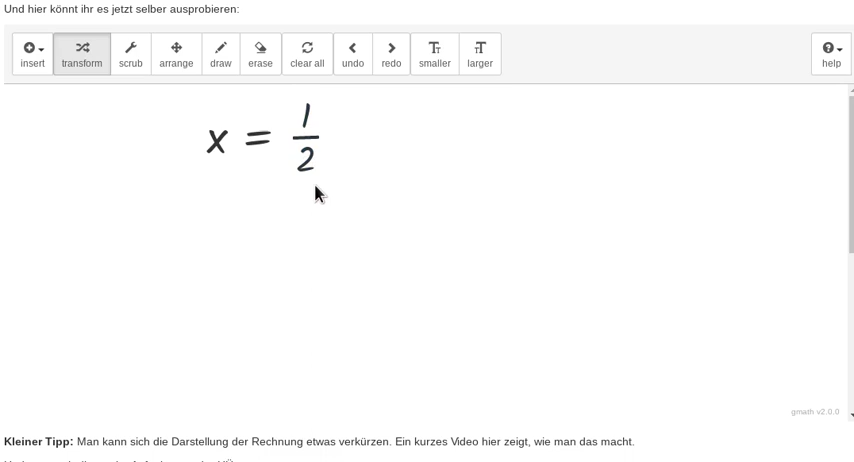 Und hier könnt ihr es jetzt selber ausprobieren:
insert transform scrub arrange draw erase clear all undo redo smaller larger help
x = 1/2
gmath v2.0.0
Kleiner Tipp: Man kann sich die Darstellung der Rechnung etwas verkürzen. Ein kurzes Video hier zeigt, wie man das macht.